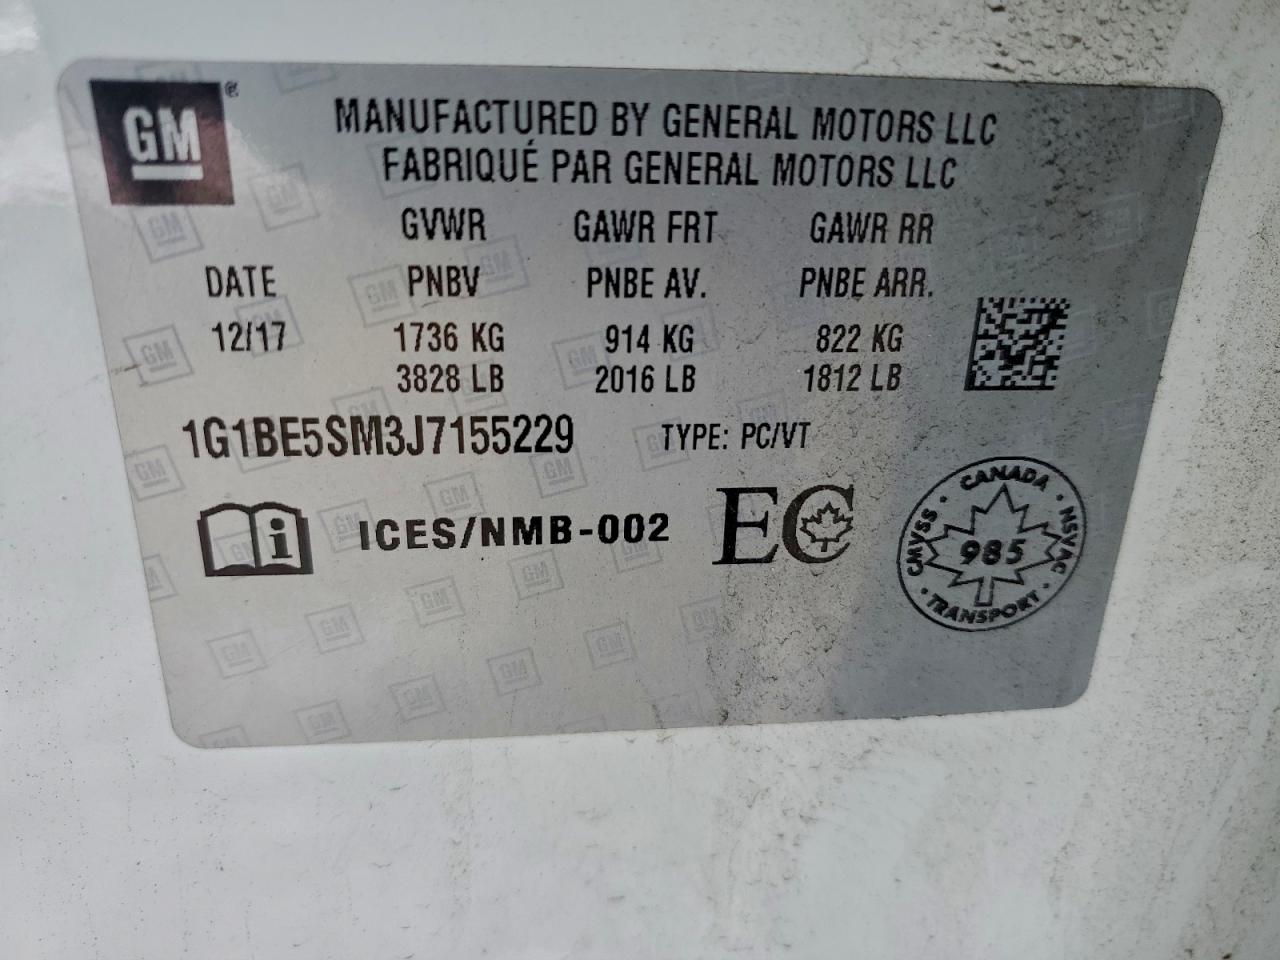 GM ®
MANUFACTURED BY GENERAL MOTORS LLC
FABRIQUÉ PAR GENERAL MOTORS LLC
GVWR GAWR FRT GAWR RR
DATE PNBV PNBE AV. PNBE ARR.
12/17 1736 KG 914 KG 822 KG
3828 LB 2016 LB 1812 LB
1G1BE5SM3J7155229 TYPE: PC/VT
i ICES/NMB-002 EC
CANADA
CMVSS 985 NSVAC
TRANSPORT